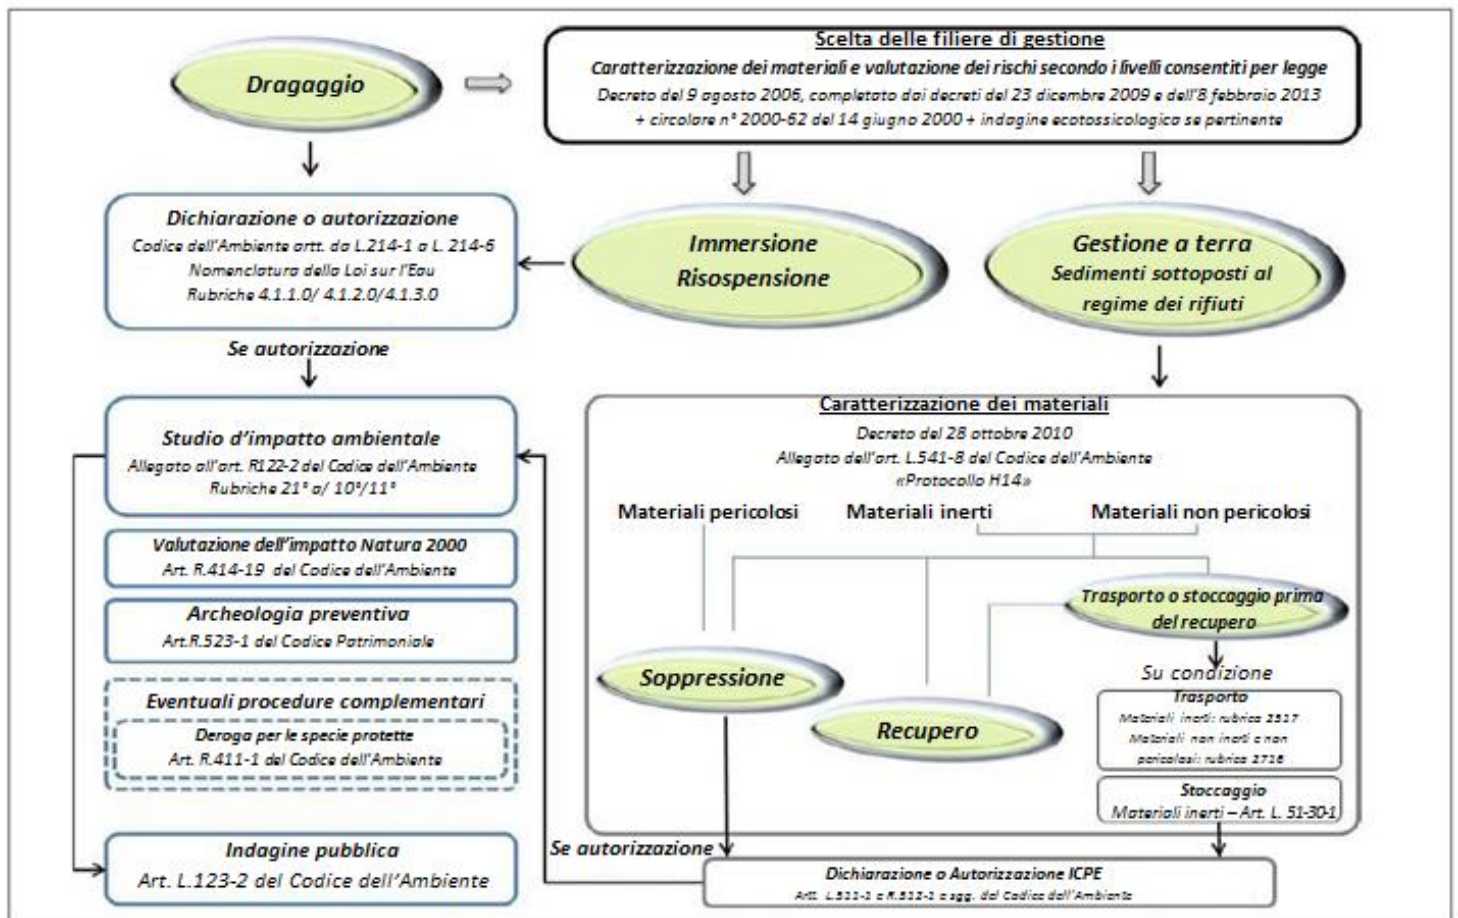 Dragaggio
Scelta delle filiere di gestione
Caratterizzazione dei materiali e valutazione dei rischi secondo i livelli consentiti per legge
Decreto del 9 agosto 2006, completato dai decreti del 23 dicembre 2009 e dell'8 febbraio 2013
+ circolare n° 2000-62 del 14 giugno 2000 + indagine ecotossicologica se pertinente
Dichiarazione o autorizzazione
Codice dell'Ambiente artt. da L.214-1 a L. 214-6
Nomenclatura della Loi sur l'Eau
Rubriche 4.1.1.0/ 4.1.2.0/4.1.3.0
Immersione
Risospensione
Gestione a terra
Sedimenti sottoposti al
regime dei rifiuti
Se autorizzazione
Studio d'impatto ambientale
Allegato all'art. R122-2 del Codice dell'Ambiente
Rubriche 21° a/ 10°/11°
Valutazione dell'impatto Natura 2000
Art. R.414-19 del Codice dell'Ambiente
Archeologia preventiva
Art.R.523-1 del Codice Patrimoniale
Eventuali procedure complementari
Deroga per le specie protette
Art. R.411-1 del Codice dell'Ambiente
Indagine pubblica
Art. L.123-2 del Codice dell'Ambiente
Caratterizzazione dei materiali
Decreto del 28 ottobre 2010
Allegato dell'art. L.541-8 del Codice dell'Ambiente
«Protocollo H14»
Materiali pericolosi
Materiali inerti
Materiali non pericolosi
Trasporto o stoccaggio prima
del recupero
Soppressione
Recupero
Su condizione
Trasporto
Materiali inerti: rubrica 2517
Materiali non inerti e non
pericolosi: rubrica 2716
Stoccaggio
Materiali inerti – Art. L. 51-30-1
Se autorizzazione
Dichiarazione o Autorizzazione ICPE
Artt. L.511-1 e R.512-1 e sgg. del Codice dell'Ambiente